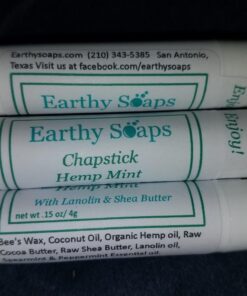 Earthysoaps.com (210) 343-5385 San Antonio,
Texas Visit us at facebook.com/earthysoaps
Earthy Soaps
Enjoy!
Earthy Soaps
Chapstick
Hemp Mint
Hemp Mint
With Lanolin & Shea Butter
net .15 oz/ 4g
Bee's Wax, Coconut Oil, Organic Hemp oil, Raw
Cocoa Butter, Raw Shea Butter, Lanolin oil,
Spearmint & Peppermint Essential oil.